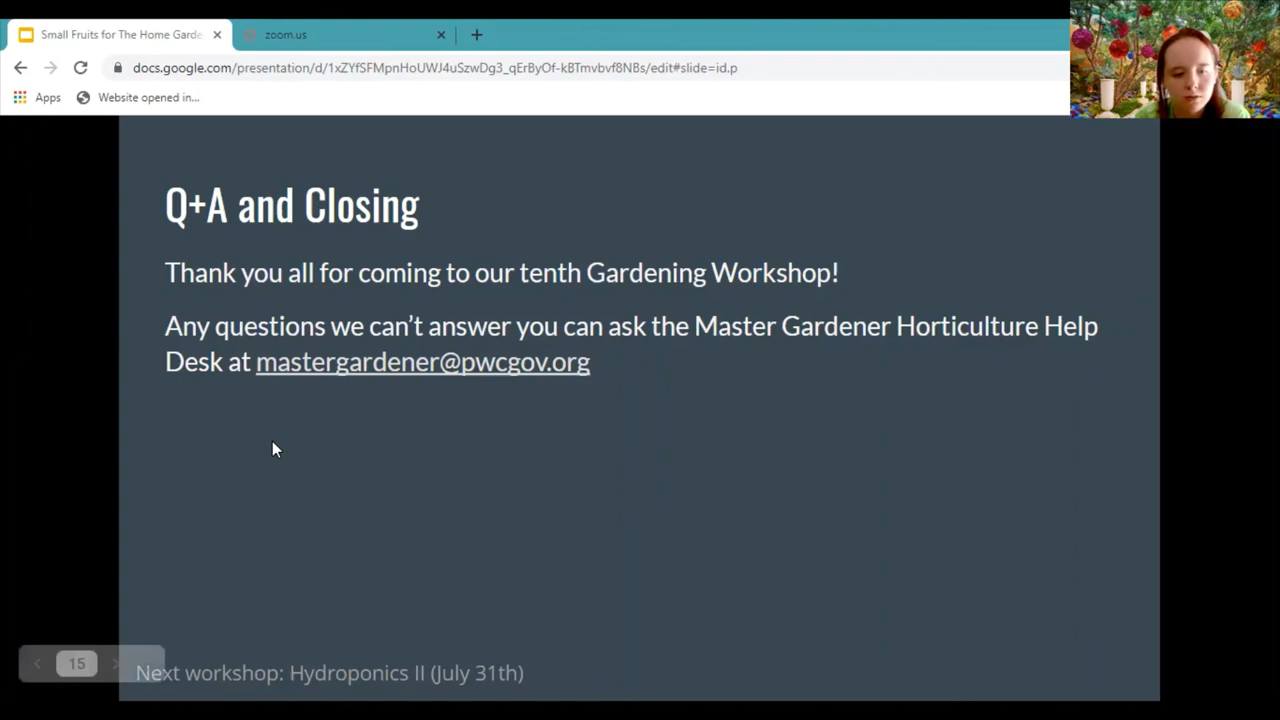 Small Fruits for The Home Garde
zoom.us
docs.google.com/presentation/d/1xZYfSFMpnHoUWJ4uSzwDg3_qErByOf-kBTmvbvf8NBs/edit#slide=id.p
Apps
Website opened in...
Q+A and Closing
Thank you all for coming to our tenth Gardening Workshop!
Any questions we can’t answer you can ask the Master Gardener Horticulture Help
Desk at mastergardener@pwcgov.org
15
Next workshop: Hydroponics II (July 31th)